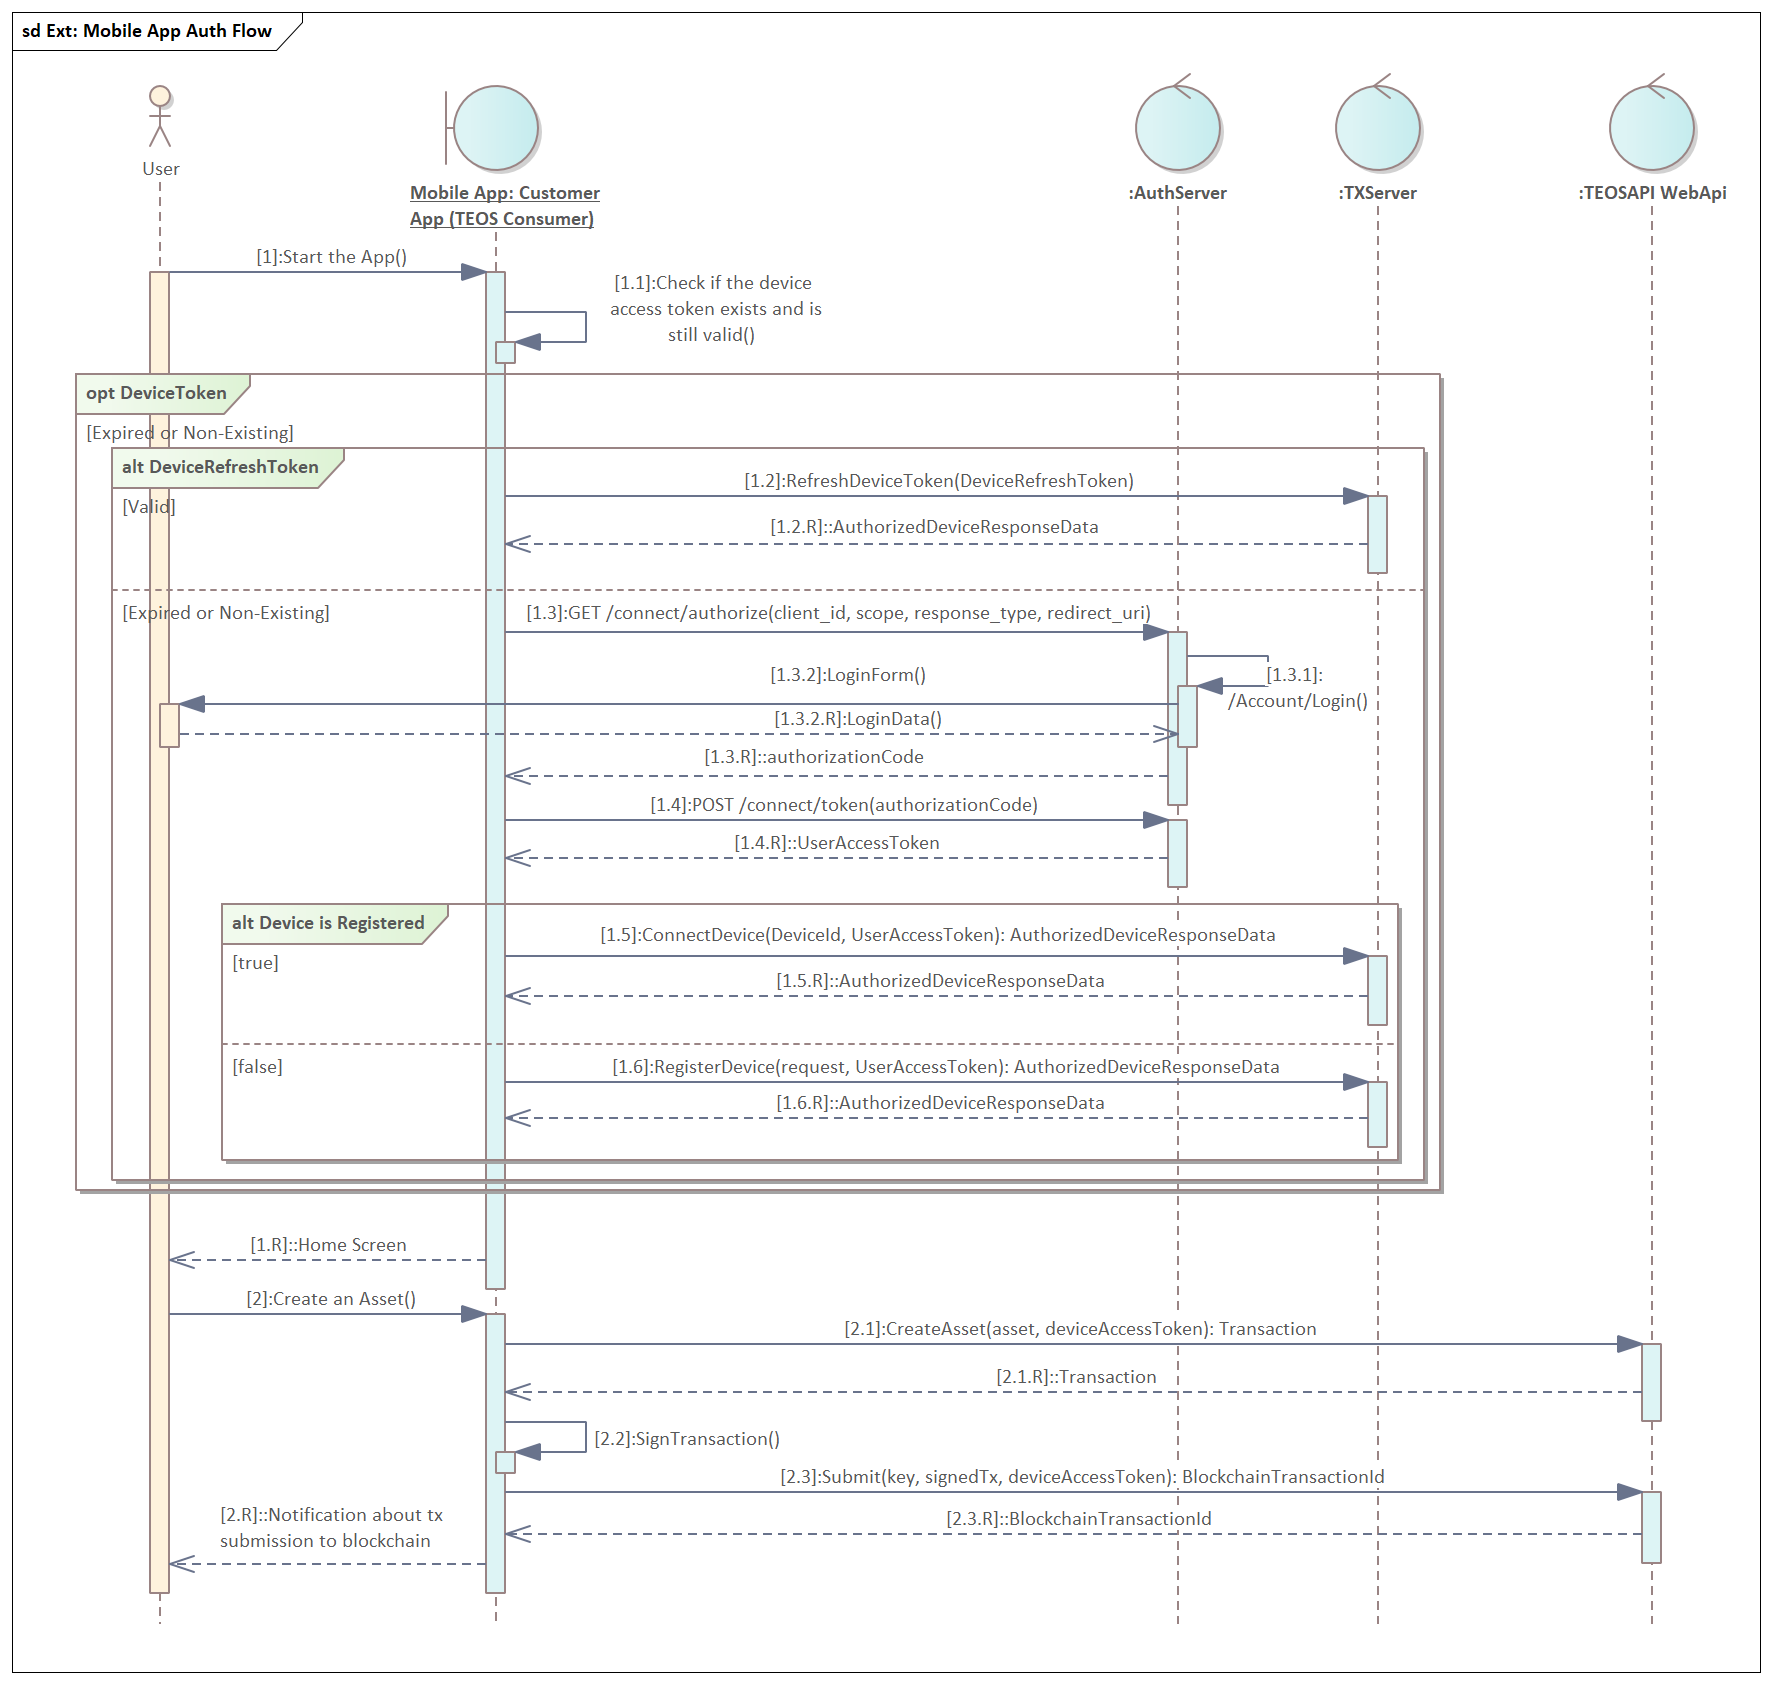 sd Ext: Mobile App Auth Flow
User
Mobile App: Customer
App (TEOS Consumer)
:AuthServer
:TXServer
:TEOSAPI WebApi
[1]:Start the App()
[1.1]:Check if the device
access token exists and is
still valid()
opt DeviceToken
[Expired or Non-Existing]
alt DeviceRefreshToken
[1.2]:RefreshDeviceToken(DeviceRefreshToken)
[Valid]
[1.2.R]::AuthorizedDeviceResponseData
[Expired or Non-Existing]
[1.3]:GET /connect/authorize(client_id, scope, response_type, redirect_uri)
[1.3.1]:
/Account/Login()
[1.3.2]:LoginForm()
[1.3.2.R]:LoginData()
[1.3.R]::authorizationCode
[1.4]:POST /connect/token(authorizationCode)
[1.4.R]::UserAccessToken
alt Device is Registered
[1.5]:ConnectDevice(DeviceId, UserAccessToken): AuthorizedDeviceResponseData
[true]
[1.5.R]::AuthorizedDeviceResponseData
[false]
[1.6]:RegisterDevice(request, UserAccessToken): AuthorizedDeviceResponseData
[1.6.R]::AuthorizedDeviceResponseData
[1.R]::Home Screen
[2]:Create an Asset()
[2.1]:CreateAsset(asset, deviceAccessToken): Transaction
[2.1.R]::Transaction
[2.2]:SignTransaction()
[2.3]:Submit(key, signedTx, deviceAccessToken): BlockchainTransactionId
[2.3.R]::BlockchainTransactionId
[2.R]::Notification about tx
submission to blockchain